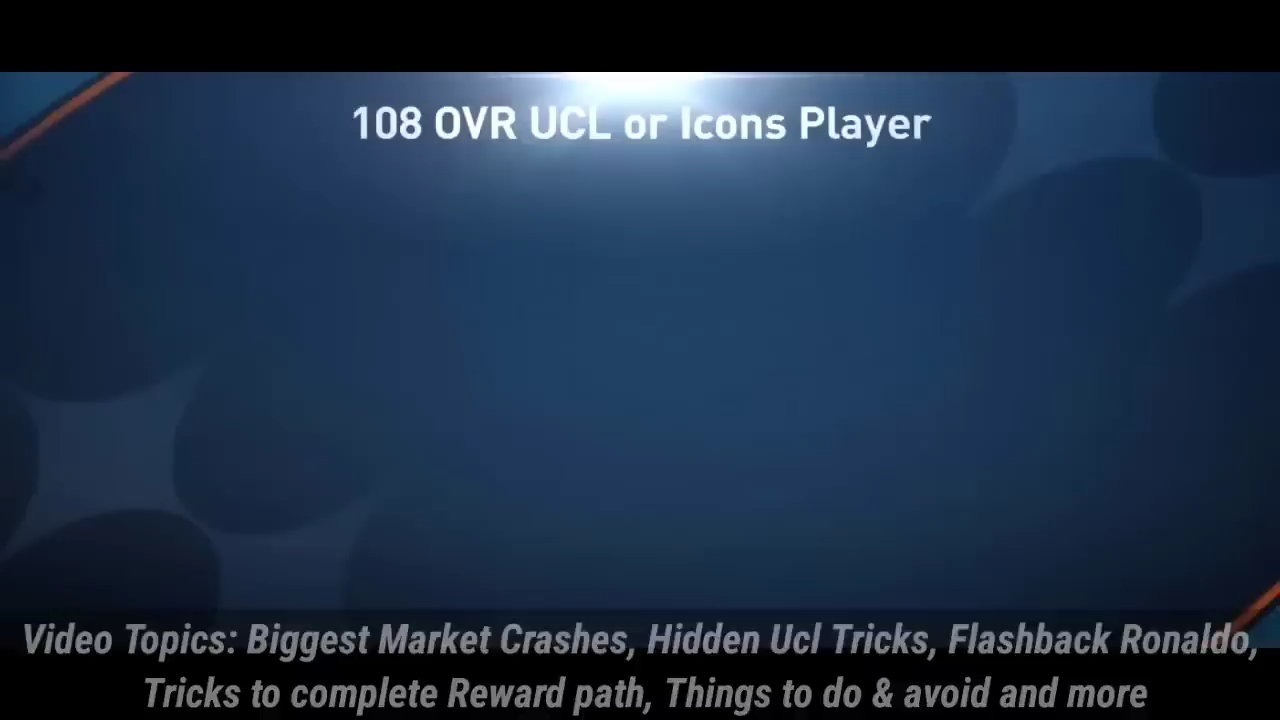 108 OVR UCL or Icons Player
Video Topics: Biggest Market Crashes, Hidden Ucl Tricks, Flashback Ronaldo,
Tricks to complete Reward path, Things to do & avoid and more